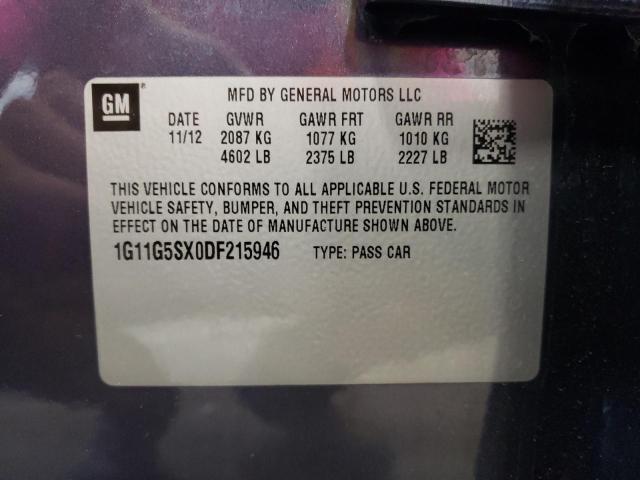 GM ®
MFD BY GENERAL MOTORS LLC
DATE GVWR GAWR FRT GAWR RR
11/12 2087 KG 1077 KG 1010 KG
4602 LB 2375 LB 2227 LB
THIS VEHICLE CONFORMS TO ALL APPLICABLE U.S. FEDERAL MOTOR
VEHICLE SAFETY, BUMPER, AND THEFT PREVENTION STANDARDS IN
EFFECT ON THE DATE OF MANUFACTURE SHOWN ABOVE.
1G11G5SX0DF215946 TYPE: PASS CAR